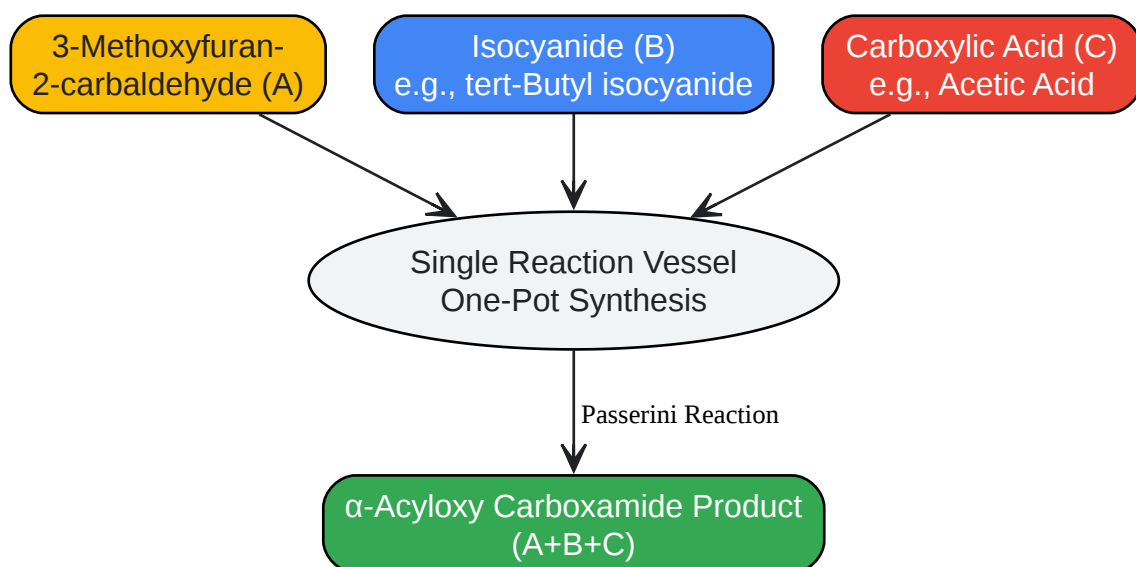 3-Methoxyfuran-
2-carbaldehyde (A)
Isocyanide (B)
e.g., tert-Butyl isocyanide
Carboxylic Acid (C)
e.g., Acetic Acid
Single Reaction Vessel
One-Pot Synthesis
Passerini Reaction
α-Acyloxy Carboxamide Product
(A+B+C)